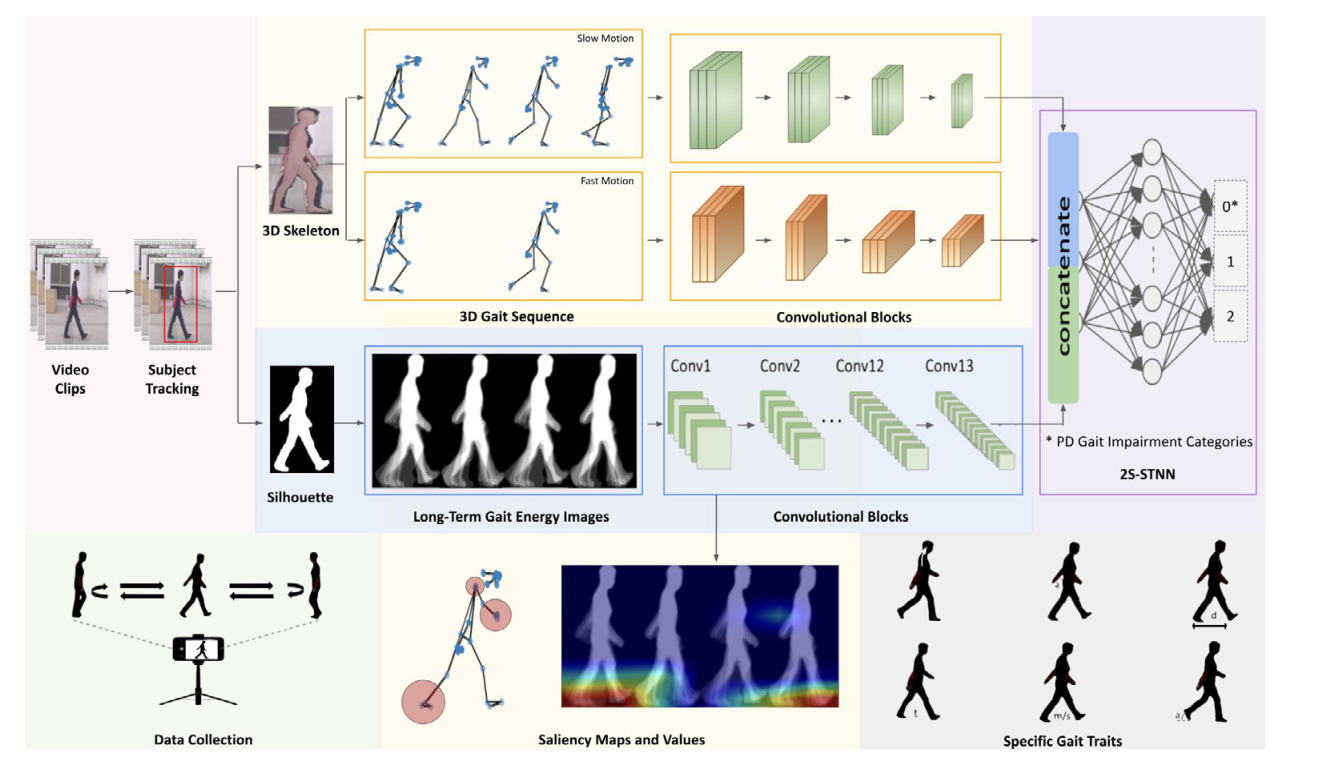 Slow Motion
Fast Motion
3D Skeleton
3D Gait Sequence
Convolutional Blocks
Video
Clips
Subject
Tracking
Silhouette
Long-Term Gait Energy Images
Conv1
Conv2
Conv12
Conv13
...
Convolutional Blocks
concatenate
0*
1
2
* PD Gait Impairment Categories
2S-STNN
Data Collection
Saliency Maps and Values
a
d
t
m/s
Specific Gait Traits